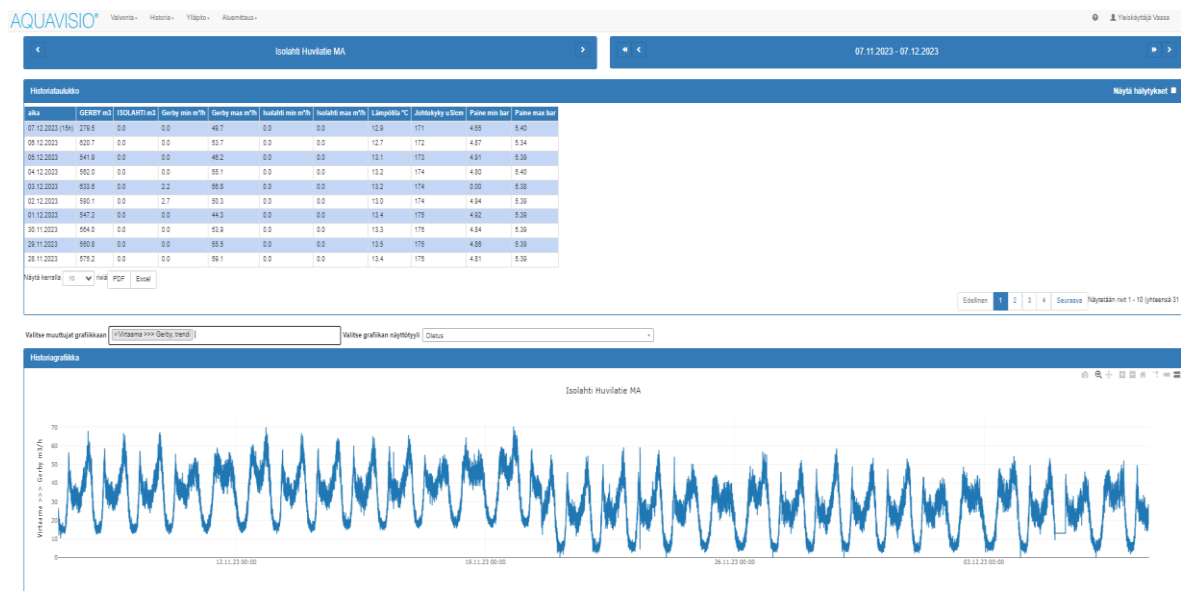 AQUAVISIO® Valvonta Historia Ylläpito Aluemittaus Yleiskäyttäjä Vaasa
Isolahti Huvilatie MA 07.11.2023 - 07.12.2023
Historiataulukko Näytä hälytykset
aika GERBY m3 ISOLAHTI m3 Gerby min m³/h Gerby max m³/h Isolahti min m³/h Isolahti max m³/h Lämpötila °C Johtokyky uS/cm Paine min bar Paine max bar
07.12.2023 (15h) 279.5 0.0 0.0 49.7 0.0 0.0 12.9 171 4.65 5.40
06.12.2023 620.7 0.0 0.0 53.7 0.0 0.0 12.7 172 4.87 5.34
05.12.2023 541.9 0.0 0.0 45.2 0.0 0.0 13.1 173 4.91 5.39
04.12.2023 562.0 0.0 0.0 55.1 0.0 0.0 13.2 174 4.80 5.40
03.12.2023 633.6 0.0 2.2 56.8 0.0 0.0 13.2 174 0.00 5.38
02.12.2023 590.1 0.0 2.7 50.3 0.0 0.0 13.0 174 4.94 5.39
01.12.2023 547.2 0.0 0.0 44.3 0.0 0.0 13.4 175 4.92 5.39
30.11.2023 564.0 0.0 0.0 53.9 0.0 0.0 13.3 175 4.84 5.39
29.11.2023 560.8 0.0 0.0 55.5 0.0 0.0 13.5 175 4.86 5.39
28.11.2023 575.2 0.0 0.0 59.1 0.0 0.0 13.4 175 4.81 5.39
Näytä kerralla 10 riviä PDF Excel
Edellinen 1 2 3 4 Seuraava Näytetään rivit 1 - 10 (yhteensä 31
Valitse muuttujat grafiikkaan ×Virtaama >>> Gerby, trendi Valitse grafiikan näyttötyyli Oletus
Historiagrafiikka
Isolahti Huvilatie MA
Virtaama >>> Gerby m3/h
70
60
50
40
30
20
10
0
12.11.23 00:00 19.11.23 00:00 26.11.23 00:00 03.12.23 00:00